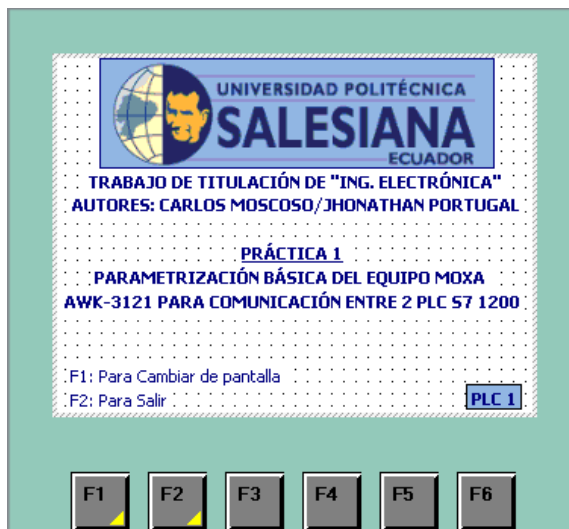 UNIVERSIDAD POLITÉCNICA
SALESIANA
ECUADOR
TRABAJO DE TITULACIÓN DE "ING. ELECTRÓNICA"
AUTORES: CARLOS MOSCOSO/JHONATHAN PORTUGAL
PRÁCTICA 1
PARAMETRIZACIÓN BÁSICA DEL EQUIPO MOXA
AWK-3121 PARA COMUNICACIÓN ENTRE 2 PLC S7 1200
F1: Para Cambiar de pantalla
F2: Para Salir
PLC 1
F1 F2 F3 F4 F5 F6